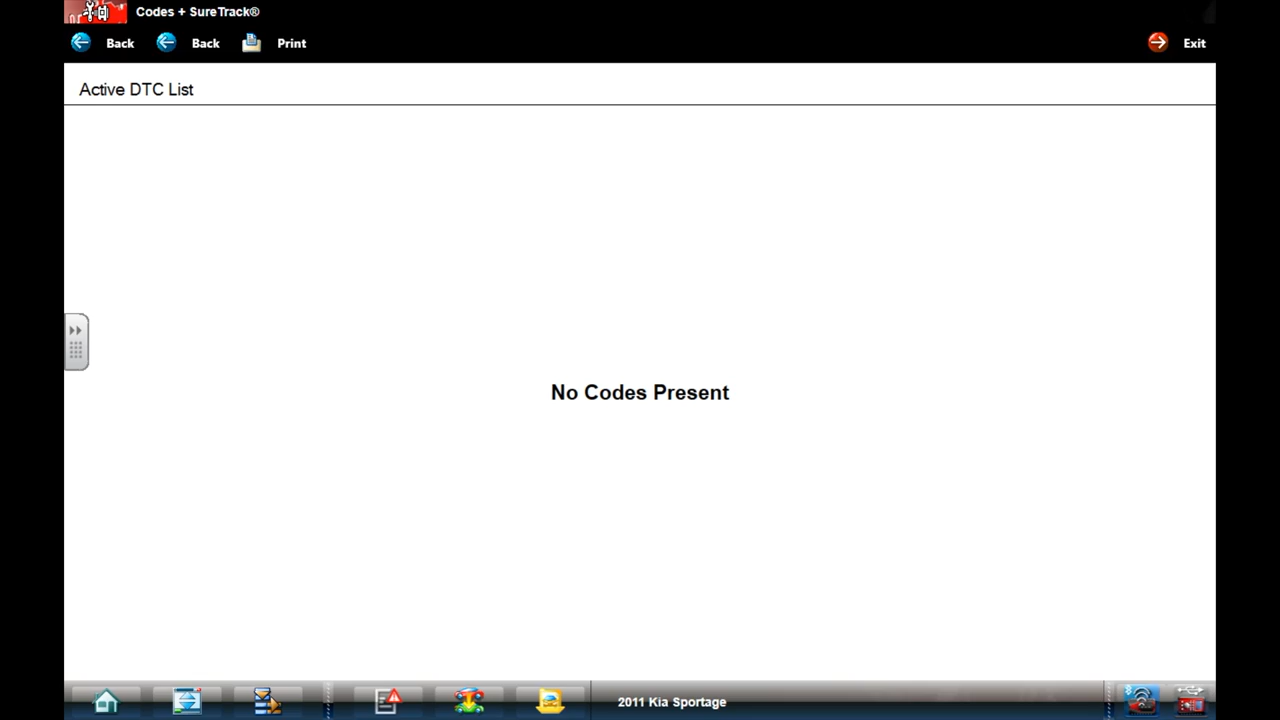 Codes + SureTrack®
Back Back Print Exit
Active DTC List
No Codes Present
2011 Kia Sportage